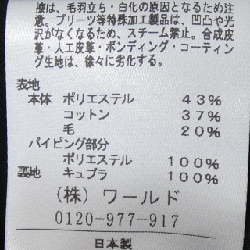 液は、毛羽立ち・白化の原因となるため注
意。プリーツ等特殊加工製品は、凹凸や光
沢がなくなるため、スチーム禁止。合成皮
革・人工皮革・ボンディング・コーティン
グ生地は、徐々に劣化する。
表地
本体 ポリエステル 43%
コットン 37%
毛 20%
パイピング部分
ポリエステル 100%
裏地 キュプラ 100%
(株)ワールド
0120-977-917
日本製